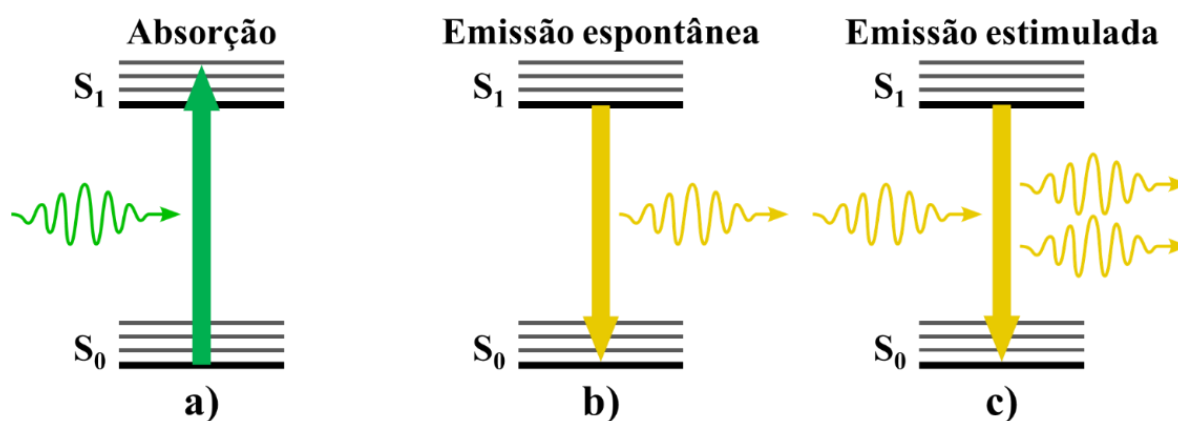 Absorção
Emissão espontânea
Emissão estimulada
S₁
S₁
S₁
S₀
S₀
S₀
a)
b)
c)